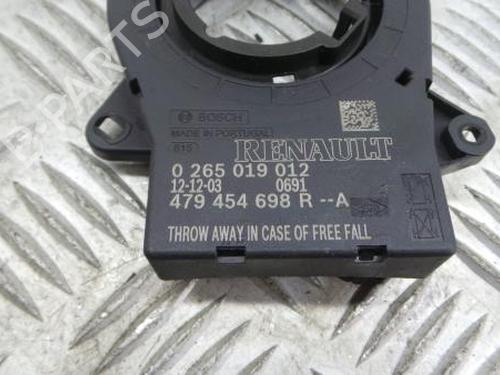 BOSCH
MADE IN PORTUGAL
615
RENAULT
0 265 019 012
12-12-03 0691
479 454 698 R --A
THROW AWAY IN CASE OF FREE FALL
PARTS